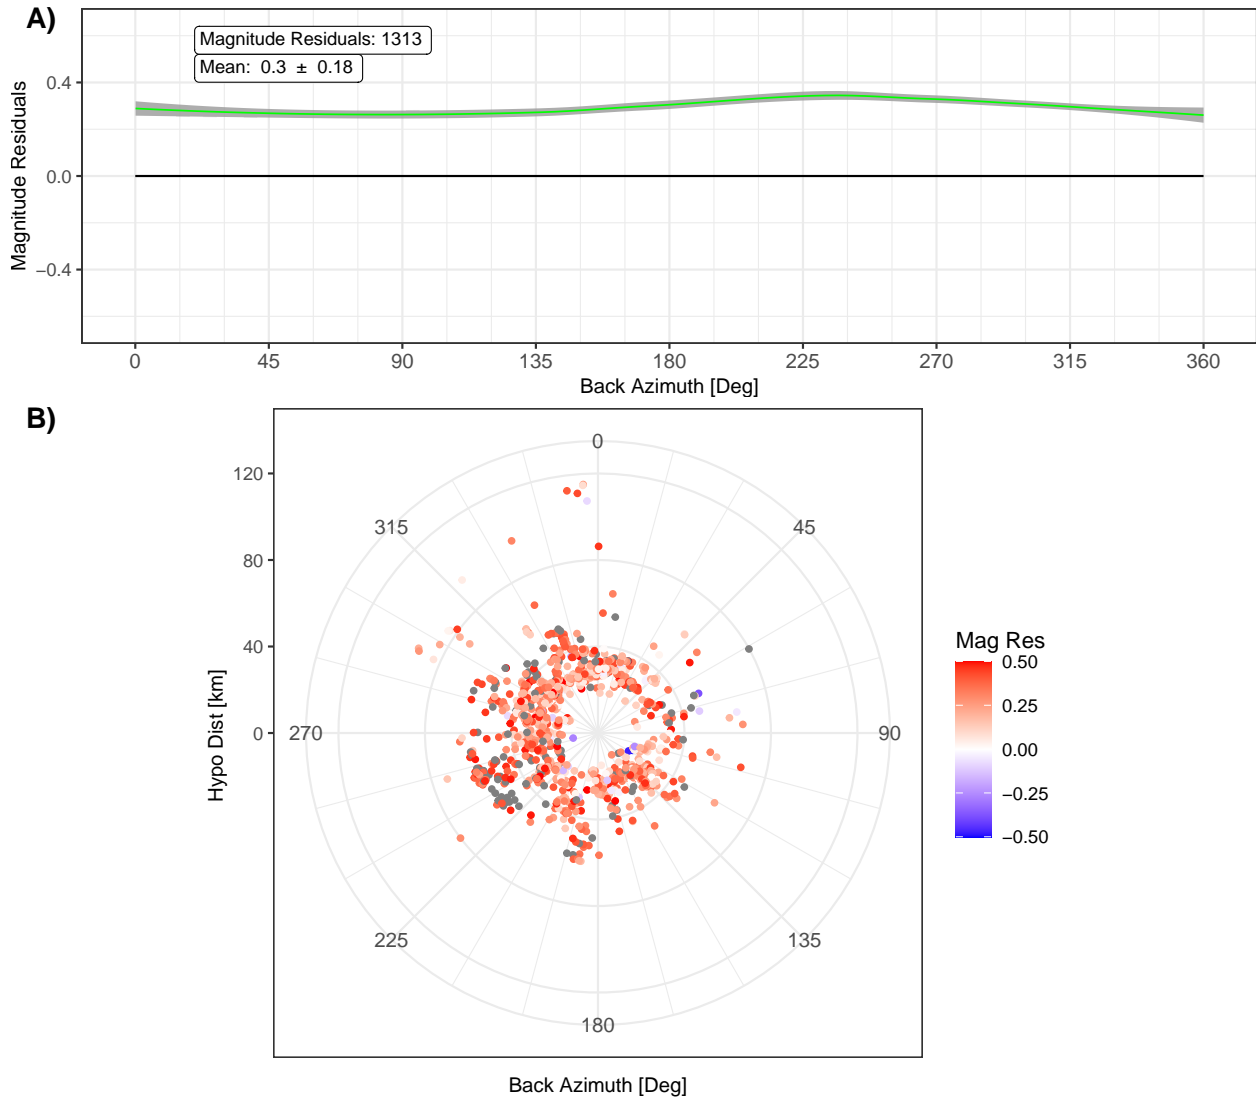 A)
Magnitude Residuals: 1313
Mean:  0.3  ±  0.18
Magnitude Residuals
0.4
0.0
−0.4
0 45 90 135 180 225 270 315 360
Back Azimuth [Deg]
B)
Hypo Dist [km]
120
80
40
0
0
45
90
135
180
225
270
315
Back Azimuth [Deg]
Mag Res
0.50
0.25
0.00
−0.25
−0.50